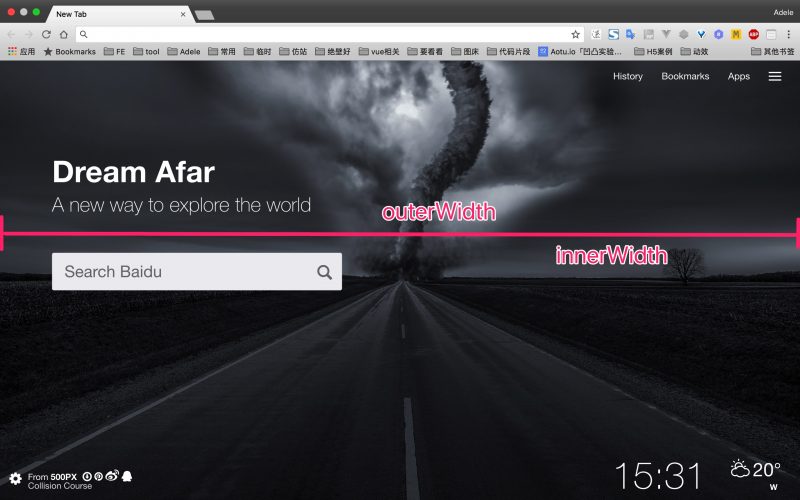 New Tab
Adele
应用 Bookmarks FE tool Adele 常用 临时 仿站 绝壁好 vue相关 要看看 图床 代码片段 Aotu.io「凹凸实验… H5案例 动效 其他书签
History Bookmarks Apps
Dream Afar
A new way to explore the world
outerWidth
innerWidth
Search Baidu
From 500PX
Collision Course
15:31
20°
W